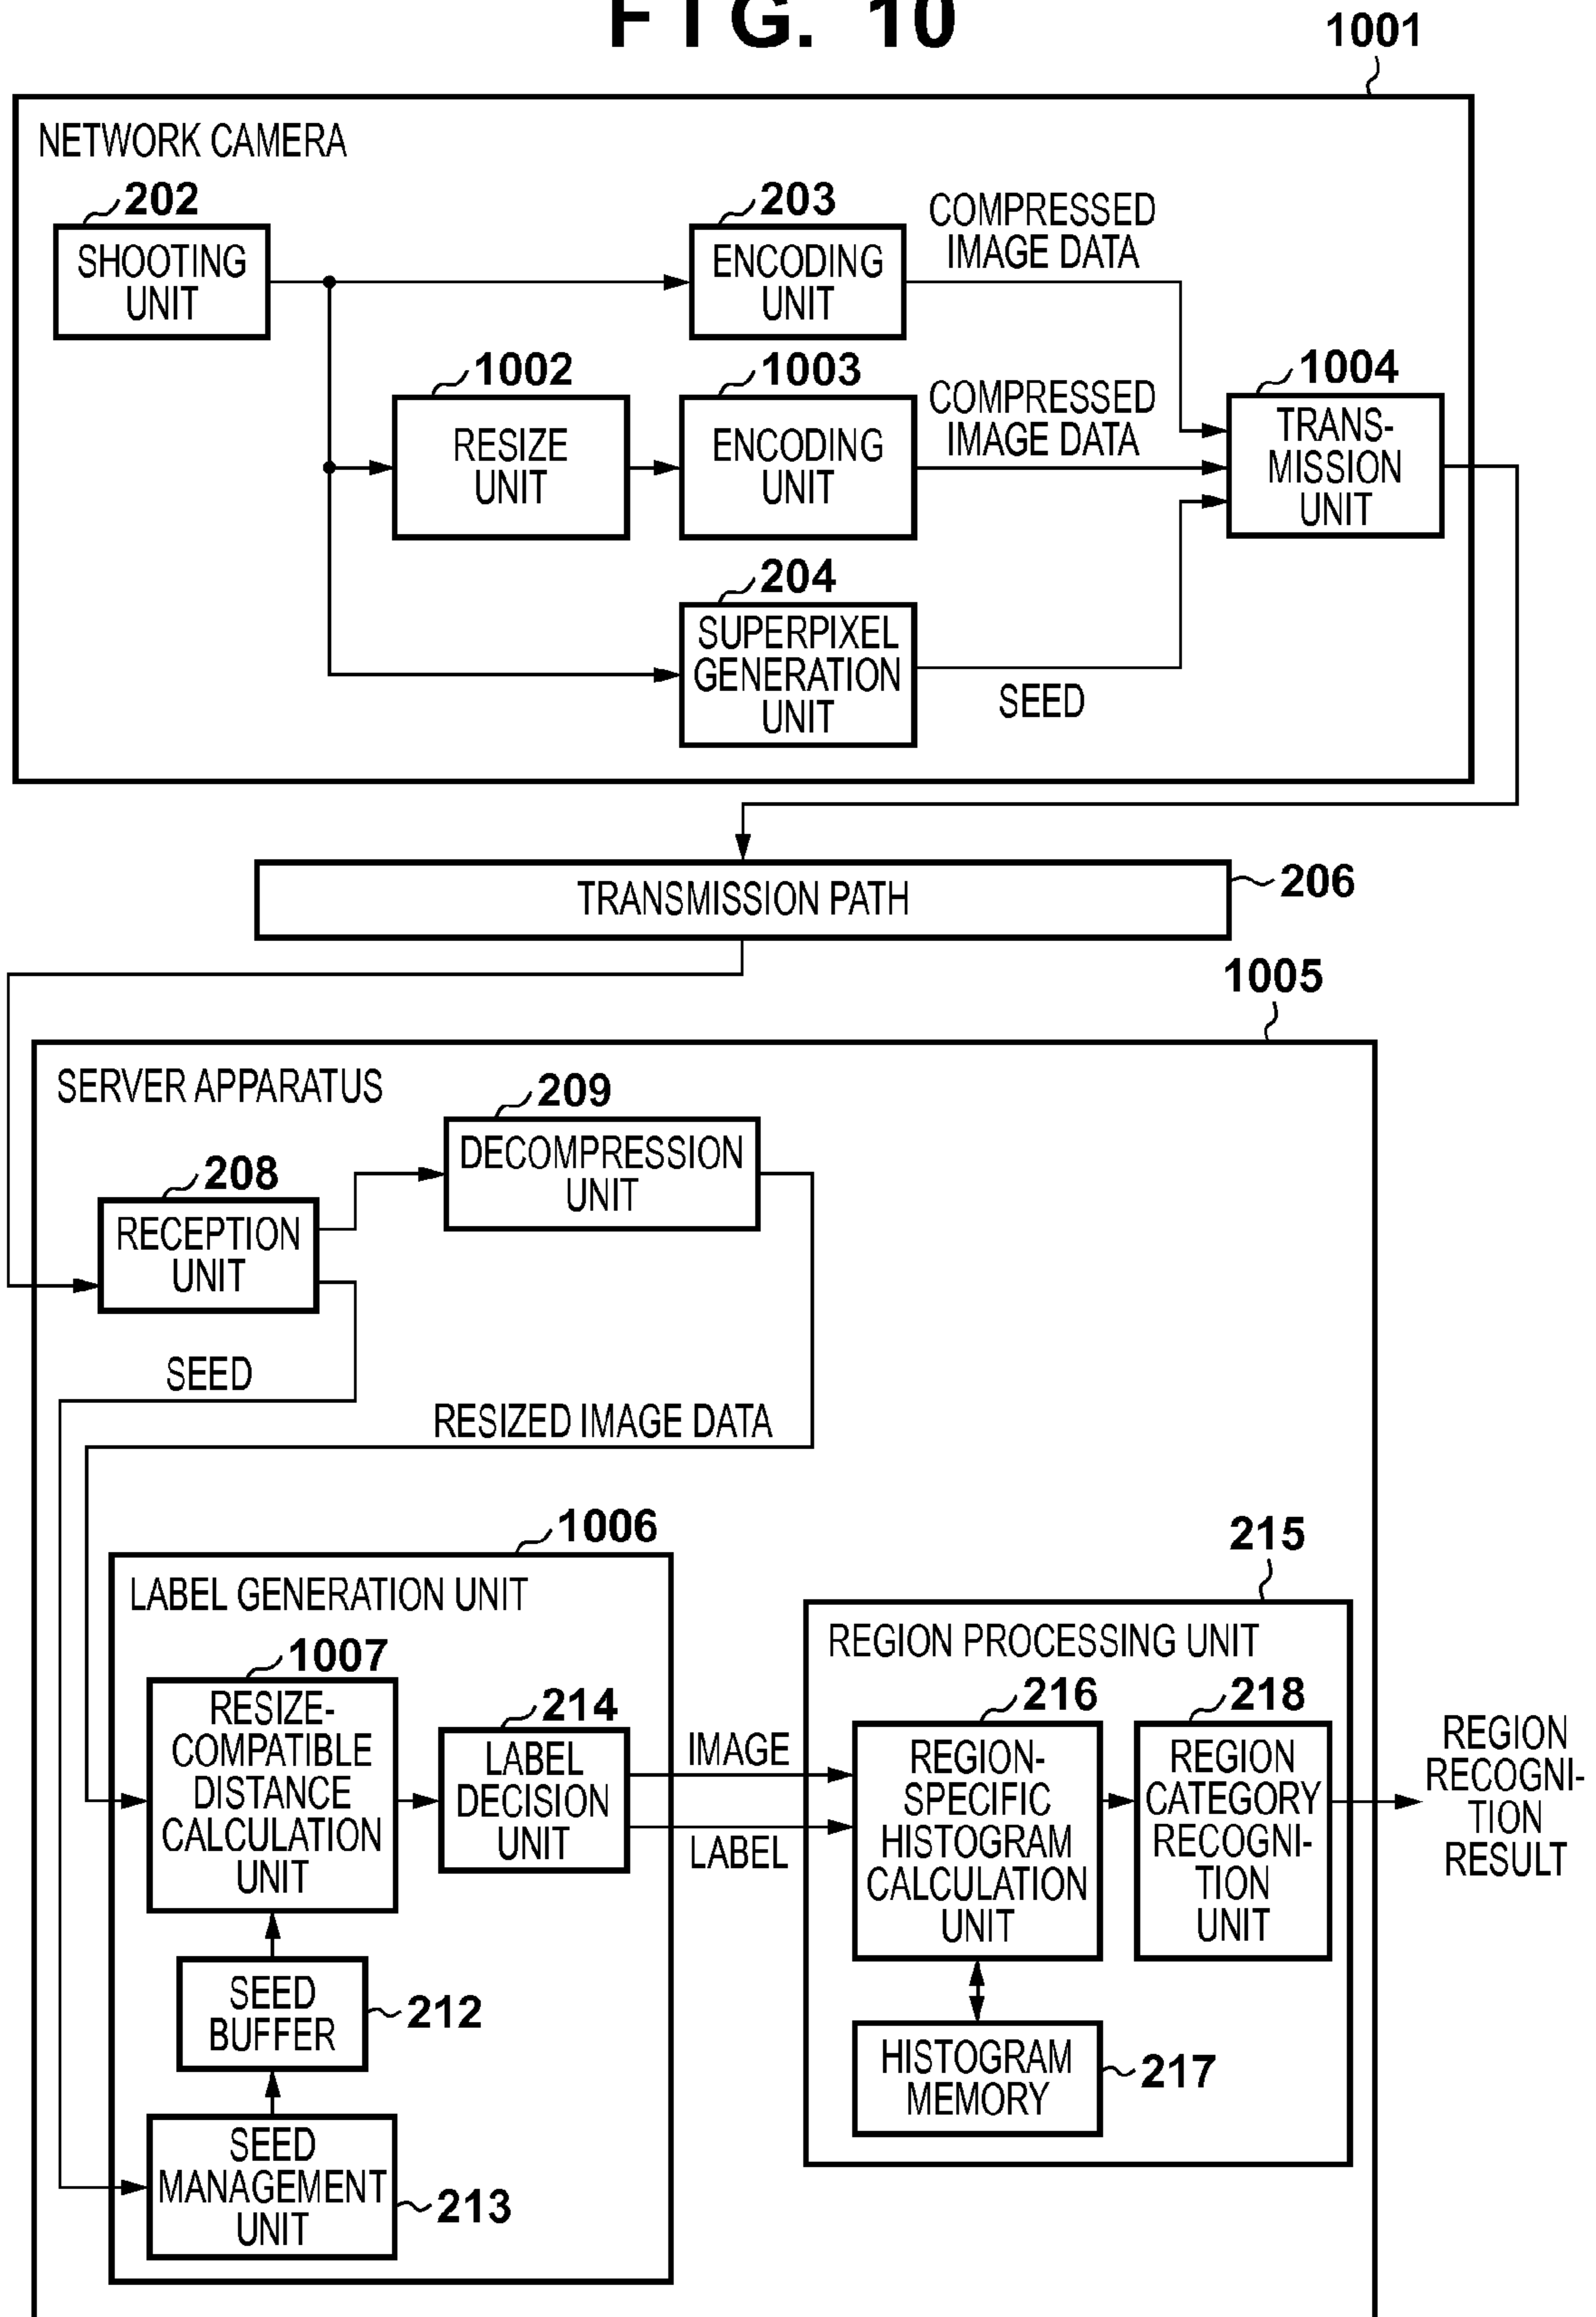 FIG. 10
1001
NETWORK CAMERA
202
SHOOTING
UNIT
203
ENCODING
UNIT
COMPRESSED
IMAGE DATA
1002
RESIZE
UNIT
1003
ENCODING
UNIT
COMPRESSED
IMAGE DATA
1004
TRANS-
MISSION
UNIT
204
SUPERPIXEL
GENERATION
UNIT
SEED
TRANSMISSION PATH
206
1005
SERVER APPARATUS
209
DECOMPRESSION
UNIT
208
RECEPTION
UNIT
SEED
RESIZED IMAGE DATA
1006
LABEL GENERATION UNIT
1007
RESIZE-
COMPATIBLE
DISTANCE
CALCULATION
UNIT
214
LABEL
DECISION
UNIT
IMAGE
LABEL
SEED
BUFFER
212
SEED
MANAGEMENT
UNIT
213
215
REGION PROCESSING UNIT
216
REGION-
SPECIFIC
HISTOGRAM
CALCULATION
UNIT
218
REGION
CATEGORY
RECOGNI-
TION
UNIT
HISTOGRAM
MEMORY
217
REGION
RECOGNI-
TION
RESULT